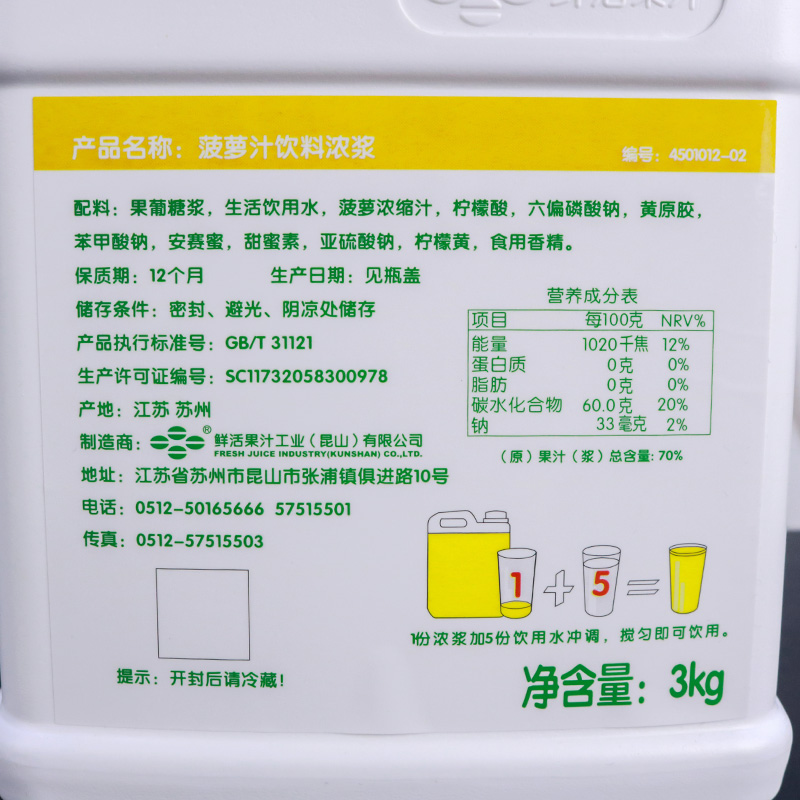 产品名称：菠萝汁饮料浓浆
编号：4501012-02
配料：果葡糖浆，生活饮用水，菠萝浓缩汁，柠檬酸，六偏磷酸钠，黄原胶，
苯甲酸钠，安赛蜜，甜蜜素，亚硫酸钠，柠檬黄，食用香精。
保质期：12个月 生产日期：见瓶盖
储存条件：密封、避光、阴凉处储存
产品执行标准号：GB/T 31121
生产许可证编号：SC11732058300978
产地：江苏 苏州
制造商： ® 鲜活果汁工业（昆山）有限公司
FRESH JUICE INDUSTRY(KUNSHAN) CO.,LTD.
地址：江苏省苏州市昆山市张浦镇俱进路10号
电话：0512-50165666 57515501
传真：0512-57515503
营养成分表
项目 每100克 NRV%
能量 1020千焦 12%
蛋白质 0克 0%
脂肪 0克 0%
碳水化合物 60.0克 20%
钠 33毫克 2%
（原）果汁（浆）总含量：70%
1 + 5 =
1份浓浆加5份饮用水冲调，搅匀即可饮用。
提示：开封后请冷藏！
净含量：3kg